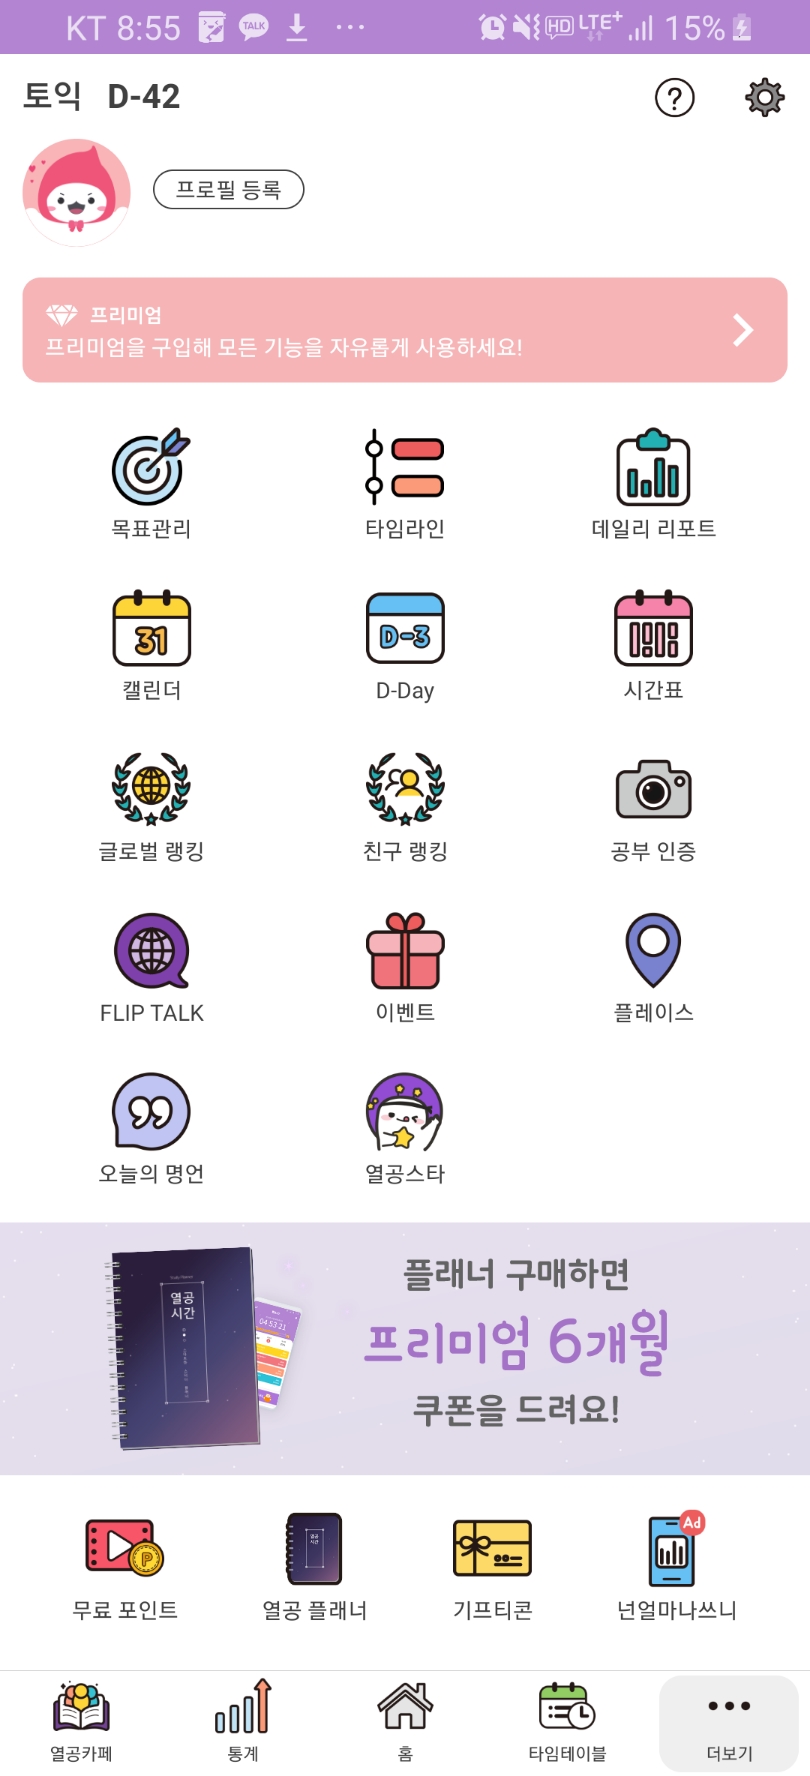 KT 8:55 TALK ... HD LTE+ 15%
토익 D-42
?
프로필 등록
프리미엄
프리미엄을 구입해 모든 기능을 자유롭게 사용하세요!
목표관리 타임라인 데일리 리포트
31 D-3
캘린더 D-Day 시간표
글로벌 랭킹 친구 랭킹 공부 인증
FLIP TALK 이벤트 플레이스
오늘의 명언 열공스타
열공
시간
04:53:21
플래너 구매하면
프리미엄 6개월
쿠폰을 드려요!
P
열공
시간
Ad
무료 포인트 열공 플래너 기프티콘 넌얼마나쓰니
열공카페 통계 홈 타임테이블 더보기